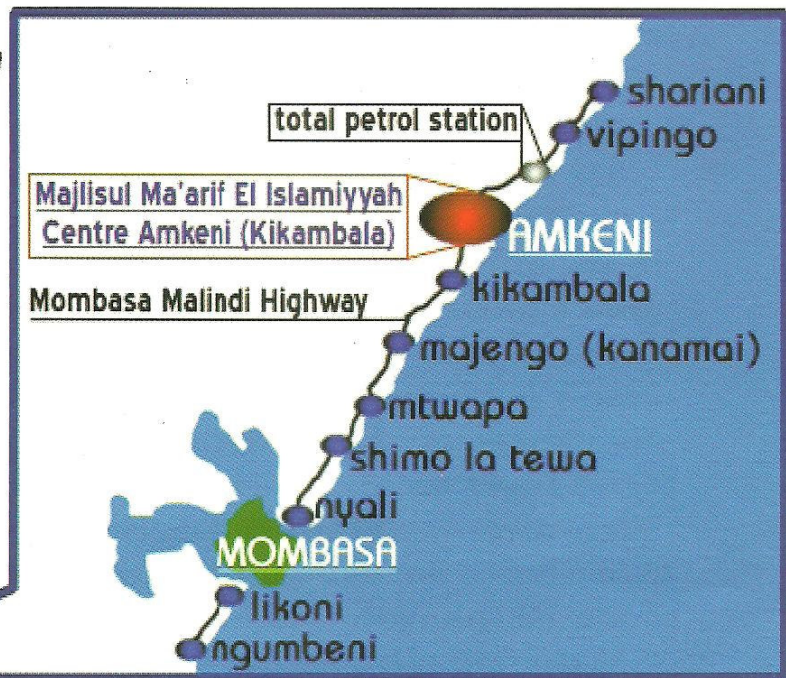 shariani
total petrol station
vipingo
Majlisul Ma'arif El Islamiyyah
Centre Amkeni (Kikambala)
AMKENI
kikambala
Mombasa Malindi Highway
majengo (kanamai)
mtwapa
shimo la tewa
nyali
MOMBASA
likoni
ngumbeni